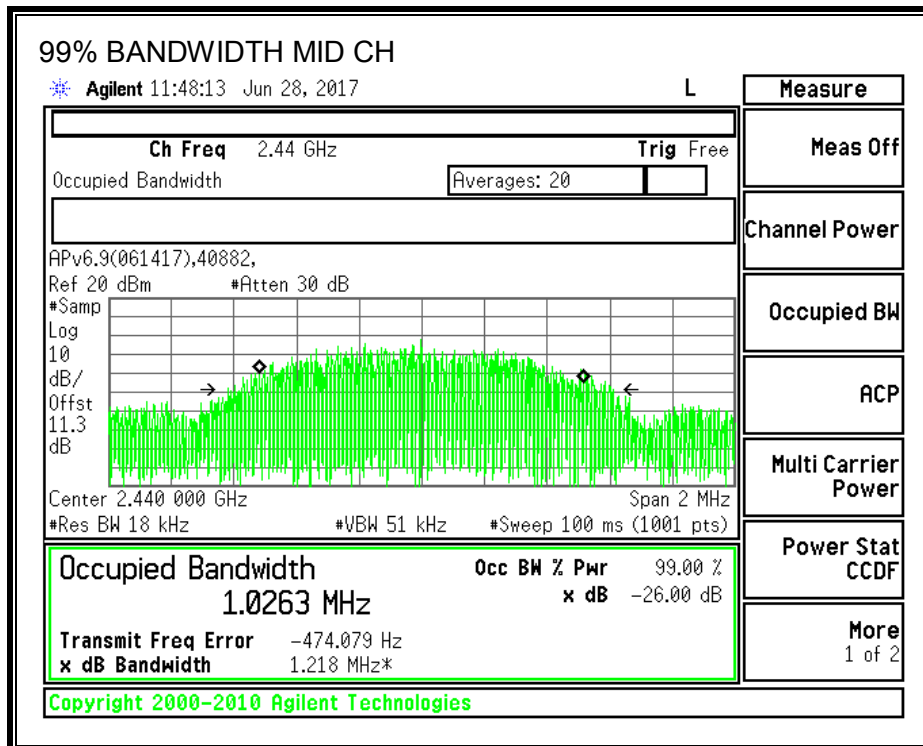 99% BANDWIDTH MID CH
Agilent 11:48:13 Jun 28, 2017 L
Measure
Ch Freq 2.44 GHz Trig Free
Meas Off
Occupied Bandwidth Averages: 20
Channel Power
APv6.9(061417),40882,
Ref 20 dBm #Atten 30 dB
#Samp
Log
10
dB/
Offst
11.3
dB
Occupied BW
ACP
Multi Carrier
Power
Center 2.440 000 GHz Span 2 MHz
#Res BW 18 kHz #VBW 51 kHz #Sweep 100 ms (1001 pts)
Power Stat
CCDF
Occupied Bandwidth Occ BW % Pwr 99.00 %
1.0263 MHz x dB -26.00 dB
Transmit Freq Error -474.079 Hz
x dB Bandwidth 1.218 MHz*
More
1 of 2
Copyright 2000-2010 Agilent Technologies